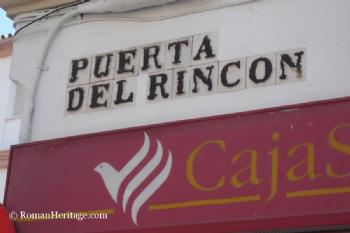 PUERTA
DEL RINCON
CajaS
© RomanHeritage.com